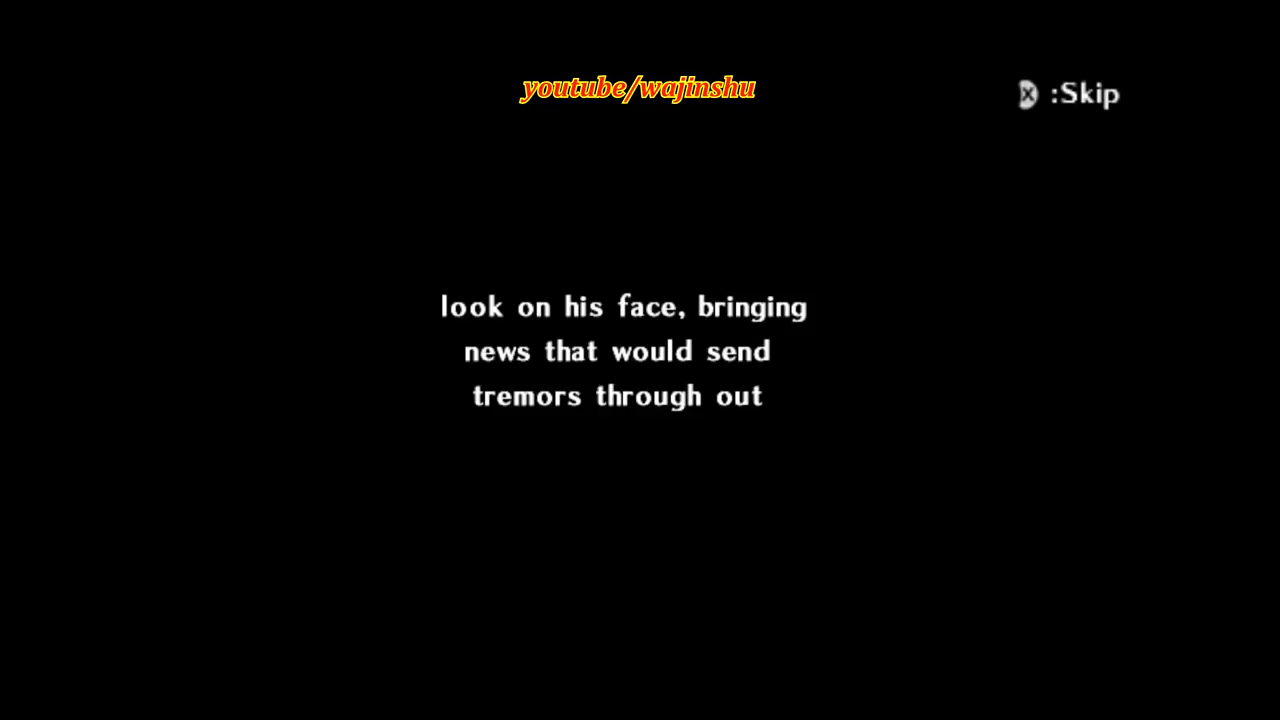 youtube/wajinshu
X :Skip
look on his face, bringing
news that would send
tremors through out